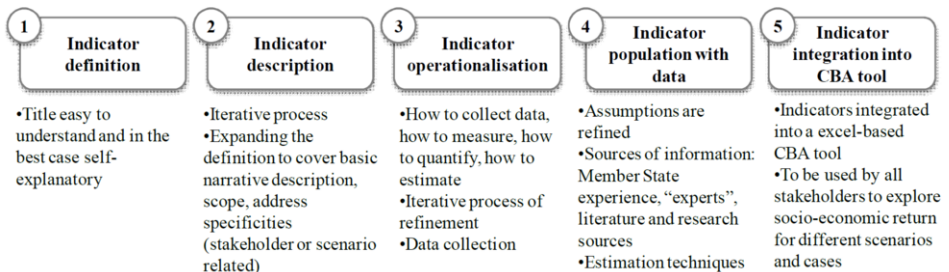 1
Indicator
definition
•Title easy to
understand and in the
best case self-
explanatory
2
Indicator
description
•Iterative process
•Expanding the
definition to cover basic
narrative description,
scope, address
specificities
(stakeholder or scenario
related)
3
Indicator
operationalisation
•How to collect data,
how to measure, how
to quantify, how to
estimate
•Iterative process of
refinement
•Data collection
4
Indicator
population with
data
•Assumptions are
refined
•Sources of information:
Member State
experience, “experts”,
literature and research
sources
•Estimation techniques
5
Indicator
integration into
CBA tool
•Indicators integrated
into a excel-based
CBA tool
•To be used by all
stakeholders to explore
socio-economic return
for different scenarios
and cases